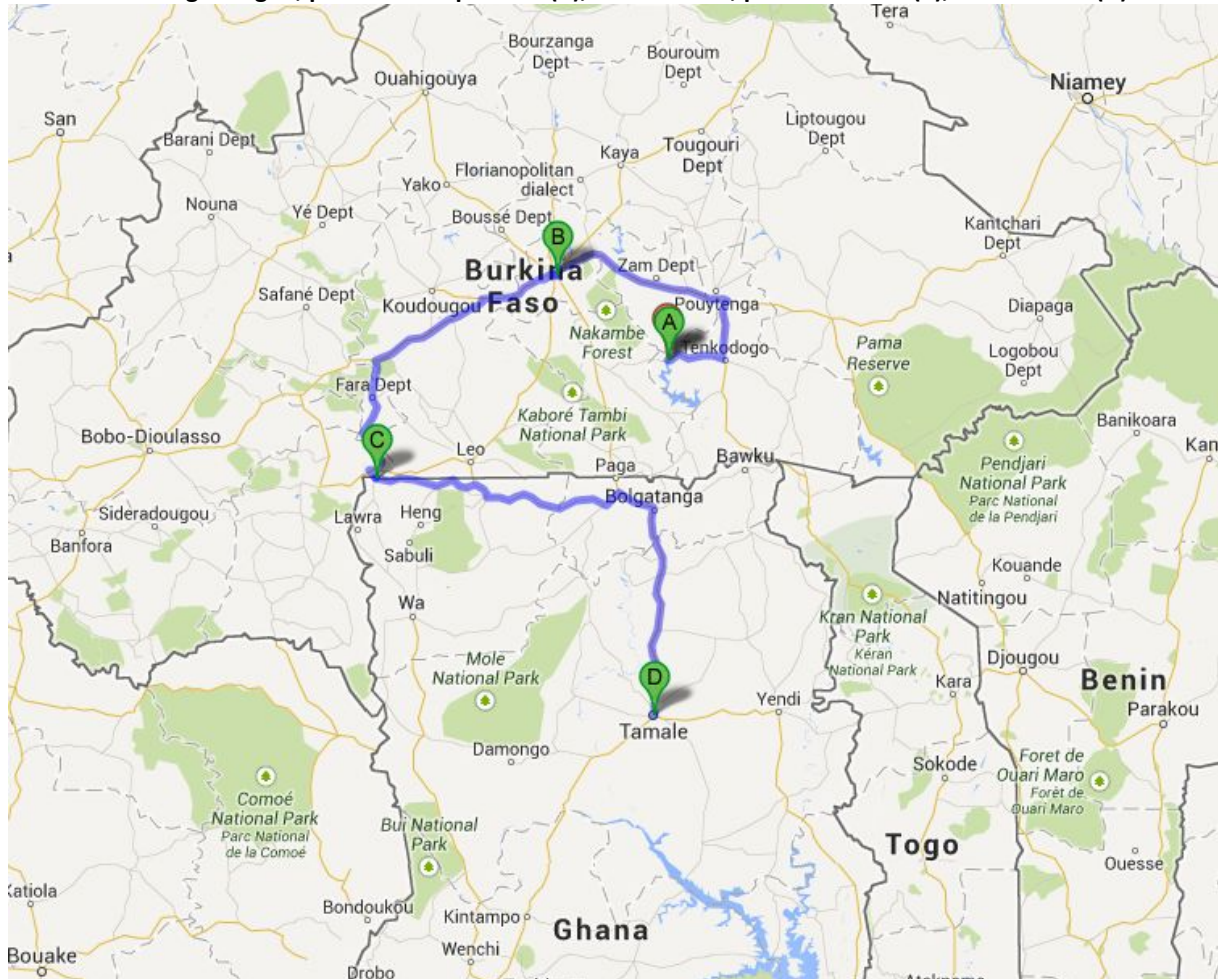 Tera
Bourzanga
Dept
Bouroum
Dept
Ouahigouya
Niamey
San
Barani Dept
Liptougou
Dept
Tougouri
Dept
Kaya
Florianopolitan
dialect
Yako
Nouna
Yé Dept
Boussé Dept
Kantchari
Dept
B
Burkina
Faso
Zam Dept
Safané Dept
Koudougou
Pouytenga
Diapaga
A
Nakambe
Forest
Tenkodogo
Pama
Reserve
Logobou
Dept
Fara Dept
Kaboré Tambi
National Park
Banikoara
Bobo-Dioulasso
C
Leo
Paga
Bawku
Pendjari
National Park
Parc National
de la Pendjari
Kan
Bolgatanga
Sideradougou
Lawra
Heng
Banfora
Sabuli
Kouande
Natitingou
Wa
Kran National
Park
Kéran
National Park
Mole
National Park
Djougou
D
Kara
Benin
Yendi
Parakou
Tamale
Damongo
Comoé
National Park
Parc National
de la Comoé
Sokode
Foret de
Ouari Maro
Forêt de
Ouari Maro
Bui National
Park
Togo
Ouesse
Katiola
Bondoukou
Kintampo
Ghana
Wenchi
Bouake
Drobo